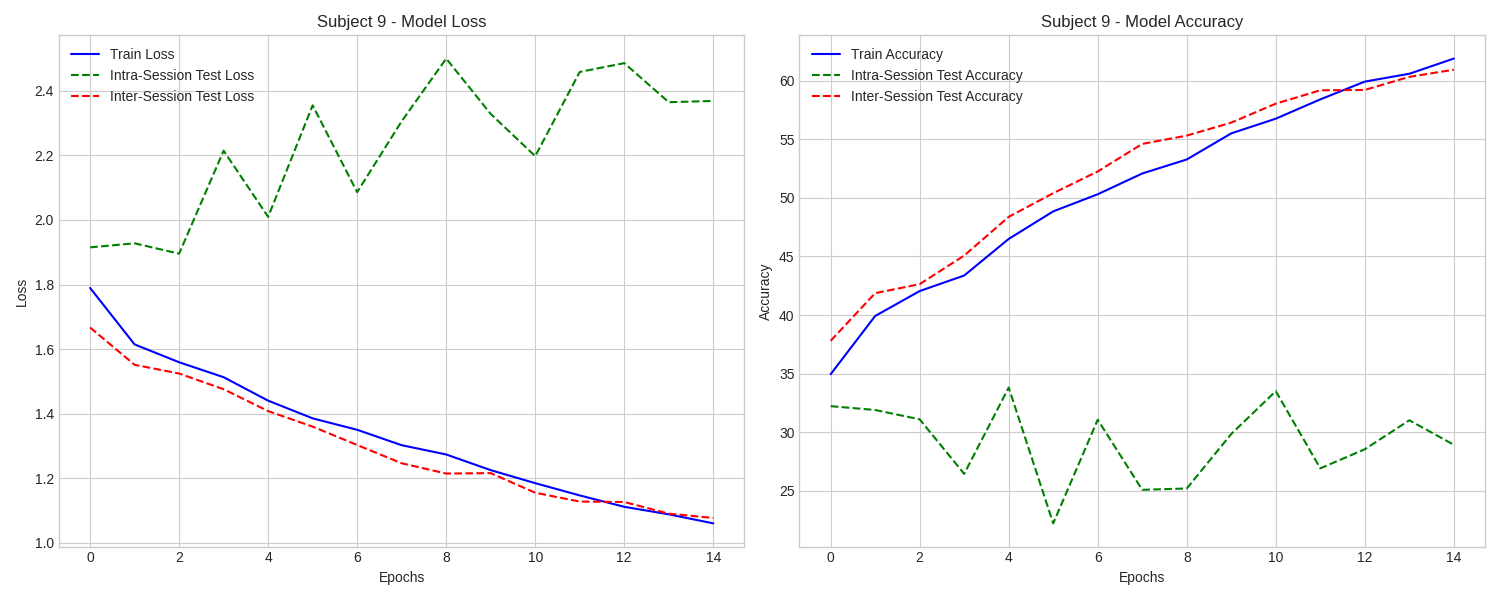 Subject 9 - Model Loss
Train Loss
Intra-Session Test Loss
Inter-Session Test Loss
2.4
2.2
2.0
1.8
1.6
1.4
1.2
1.0
Loss
0 2 4 6 8 10 12 14
Epochs
Subject 9 - Model Accuracy
Train Accuracy
Intra-Session Test Accuracy
Inter-Session Test Accuracy
60
55
50
45
40
35
30
25
Accuracy
0 2 4 6 8 10 12 14
Epochs